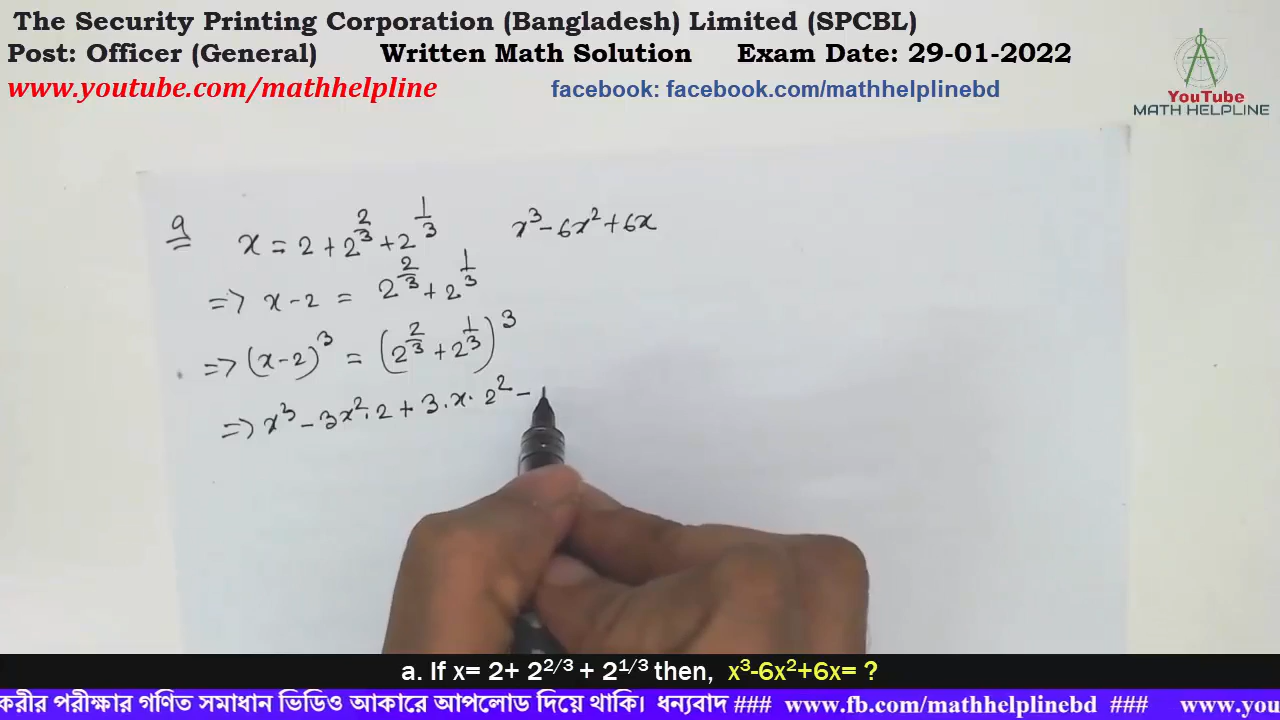 The Security Printing Corporation (Bangladesh) Limited (SPCBL)
Post: Officer (General) Written Math Solution Exam Date: 29-01-2022
www.youtube.com/mathhelpline facebook: facebook.com/mathhelplinebd
YouTube
MATH HELPLINE
a x = 2 + 2^{2/3} + 2^{1/3} x³ - 6x² + 6x
=> x - 2 = 2^{2/3} + 2^{1/3}
=> (x - 2)³ = (2^{2/3} + 2^{1/3})³
=> x³ - 3x².2 + 3.x.2² -
a. If x= 2+ 2^{2/3} + 2^{1/3} then, x³-6x²+6x= ?
করীর পরীক্ষার গণিত সমাধান ভিডিও আকারে আপলোড দিয়ে থাকি। ধন্যবাদ ### www.fb.com/mathhelplinebd ### www.you